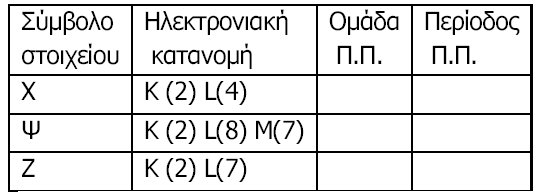 Σύμβολο Ηλεκτρονιακή Ομάδα Περίοδος
στοιχείου κατανομή Π.Π. Π.Π.
Χ Κ (2) L(4)
Ψ Κ (2) L(8) M(7)
Ζ Κ (2) L(7)